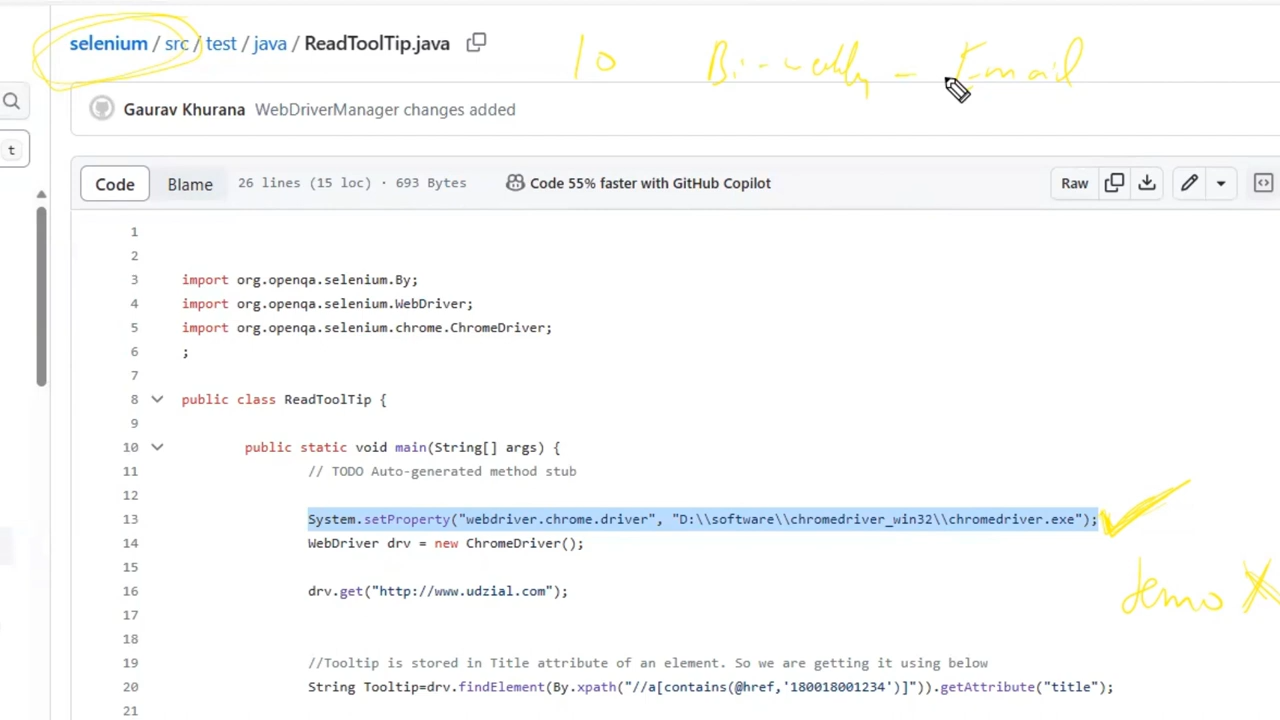 selenium / src / test / java / ReadToolTip.java
10 Bi-weekly - Email
Gaurav Khurana WebDriverManager changes added
t
Code Blame 26 lines (15 loc) · 693 Bytes Code 55% faster with GitHub Copilot Raw
1
2
3 import org.openqa.selenium.By;
4 import org.openqa.selenium.WebDriver;
5 import org.openqa.selenium.chrome.ChromeDriver;
6 ;
7
8 public class ReadToolTip {
9
10 public static void main(String[] args) {
11 // TODO Auto-generated method stub
12
13 System.setProperty("webdriver.chrome.driver", "D:\\software\\chromedriver_win32\\chromedriver.exe");
14 WebDriver drv = new ChromeDriver();
15
16 drv.get("http://www.udzial.com");
demo X
17
18
19 //Tooltip is stored in Title attribute of an element. So we are getting it using below
20 String Tooltip=drv.findElement(By.xpath("//a[contains(@href,'180018001234')]")).getAttribute("title");
21